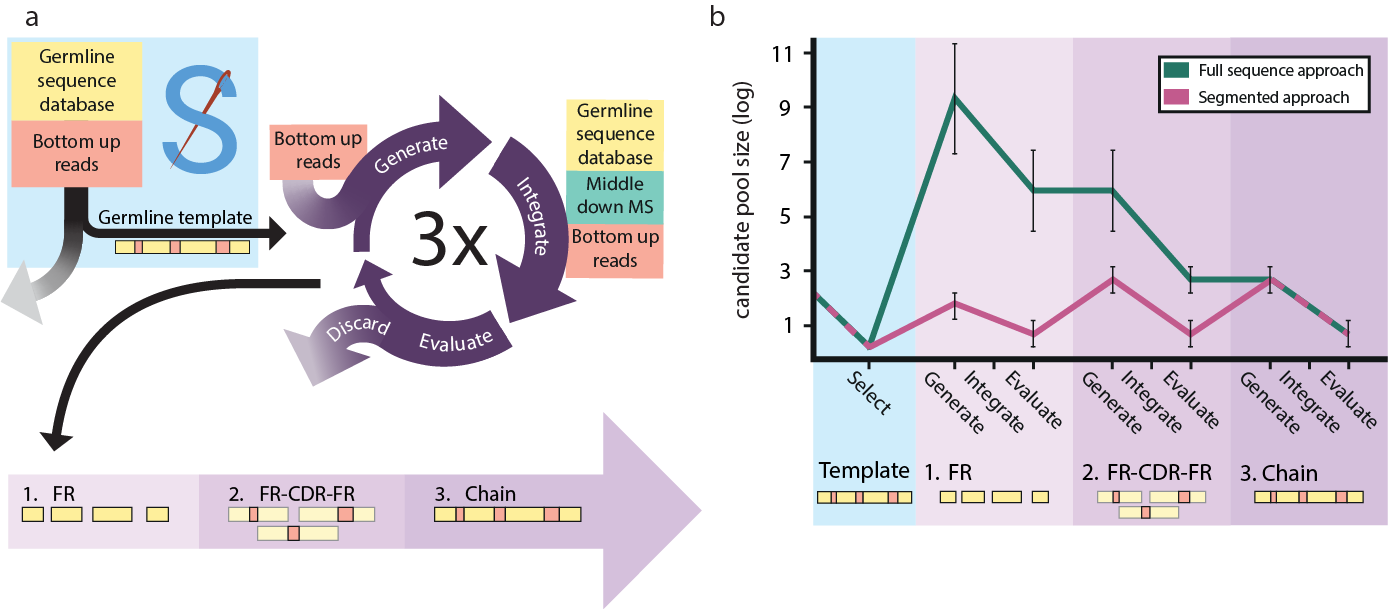 a
Germline
sequence
database
Bottom up
reads
S
Germline template
Bottom up
reads
Generate
Integrate
Evaluate
Discard
3x
Germline
sequence
database
Middle
down MS
Bottom up
reads
1. FR
2. FR-CDR-FR
3. Chain
b
candidate pool size (log)
11
9
7
5
3
1
Full sequence approach
Segmented approach
Select
Generate
Integrate
Evaluate
Generate
Integrate
Evaluate
Generate
Integrate
Evaluate
Template
1. FR
2. FR-CDR-FR
3. Chain